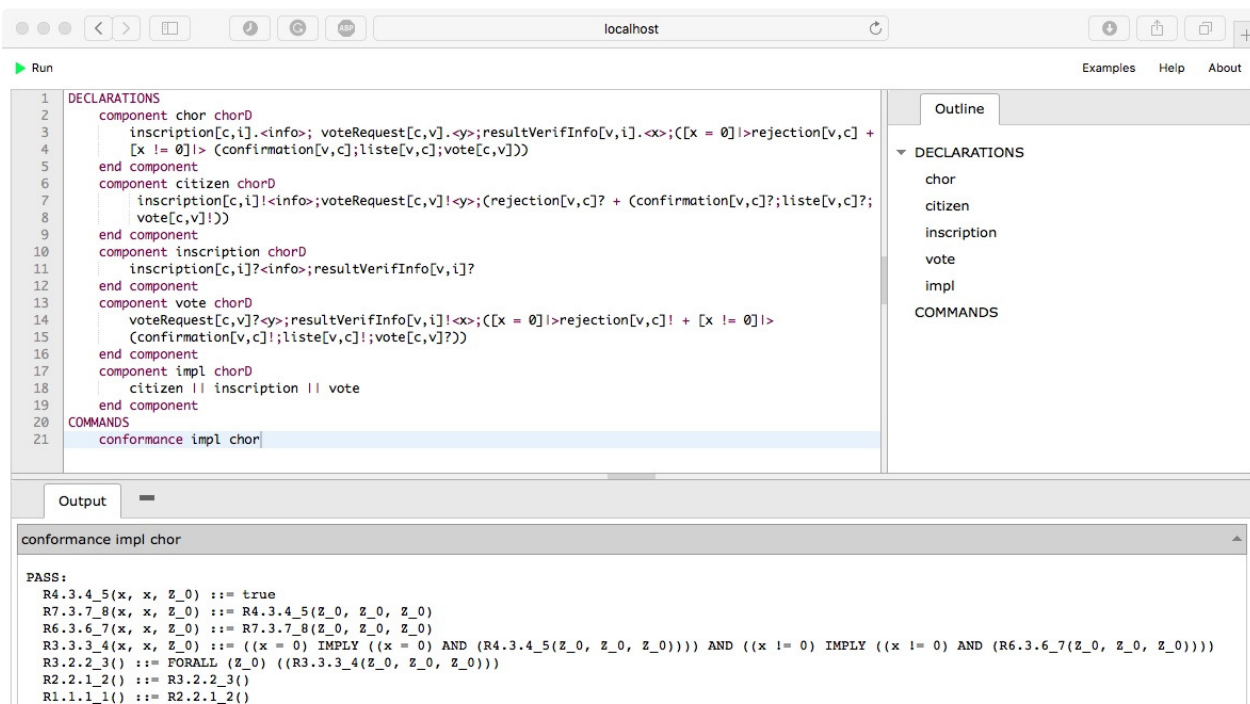 ABP
localhost
Run
Examples Help About
1 DECLARATIONS
2 component chor chorD
3 inscription[c,i].<info>; voteRequest[c,v].<y>;resultVerifInfo[v,i].<x>;([x = 0]|>rejection[v,c] +
4 [x != 0]|> (confirmation[v,c];liste[v,c];vote[c,v]))
5 end component
6 component citizen chorD
7 inscription[c,i]!<info>;voteRequest[c,v]!<y>;(rejection[v,c]? + (confirmation[v,c]?;liste[v,c]?;
8 vote[c,v]!))
9 end component
10 component inscription chorD
11 inscription[c,i]?<info>;resultVerifInfo[v,i]?
12 end component
13 component vote chorD
14 voteRequest[c,v]?<y>;resultVerifInfo[v,i]!<x>;([x = 0]|>rejection[v,c]! + [x != 0]|>
15 (confirmation[v,c]!;liste[v,c]!;vote[c,v]?))
16 end component
17 component impl chorD
18 citizen || inscription || vote
19 end component
20 COMMANDS
21 conformance impl chor
Outline
DECLARATIONS
chor
citizen
inscription
vote
impl
COMMANDS
Output
conformance impl chor
PASS:
R4.3.4_5(x, x, Z_0) ::= true
R7.3.7_8(x, x, Z_0) ::= R4.3.4_5(Z_0, Z_0, Z_0)
R6.3.6_7(x, x, Z_0) ::= R7.3.7_8(Z_0, Z_0, Z_0)
R3.3.3_4(x, x, Z_0) ::= ((x = 0) IMPLY ((x = 0) AND (R4.3.4_5(Z_0, Z_0, Z_0)))) AND ((x != 0) IMPLY ((x != 0) AND (R6.3.6_7(Z_0, Z_0, Z_0))))
R3.2.2_3() ::= FORALL (Z_0) ((R3.3.3_4(Z_0, Z_0, Z_0)))
R2.2.1_2() ::= R3.2.2_3()
R1.1.1_1() ::= R2.2.1_2()